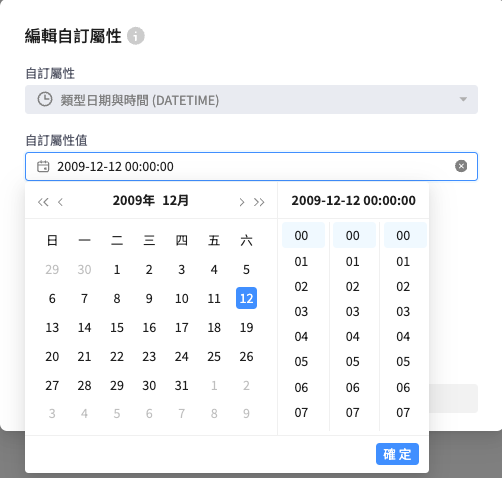 編輯自訂屬性
自訂屬性
類型日期與時間 (DATETIME)
自訂屬性值
2009-12-12 00:00:00
2009年 12月 2009-12-12 00:00:00
日 一 二 三 四 五 六 00 00 00
29 30 1 2 3 4 5 01 01 01
6 7 8 9 10 11 12 02 02 02
13 14 15 16 17 18 19 03 03 03
20 21 22 23 24 25 26 04 04 04
27 28 29 30 31 1 2 05 05 05
3 4 5 6 7 8 9 06 06 06
07 07 07
確 定